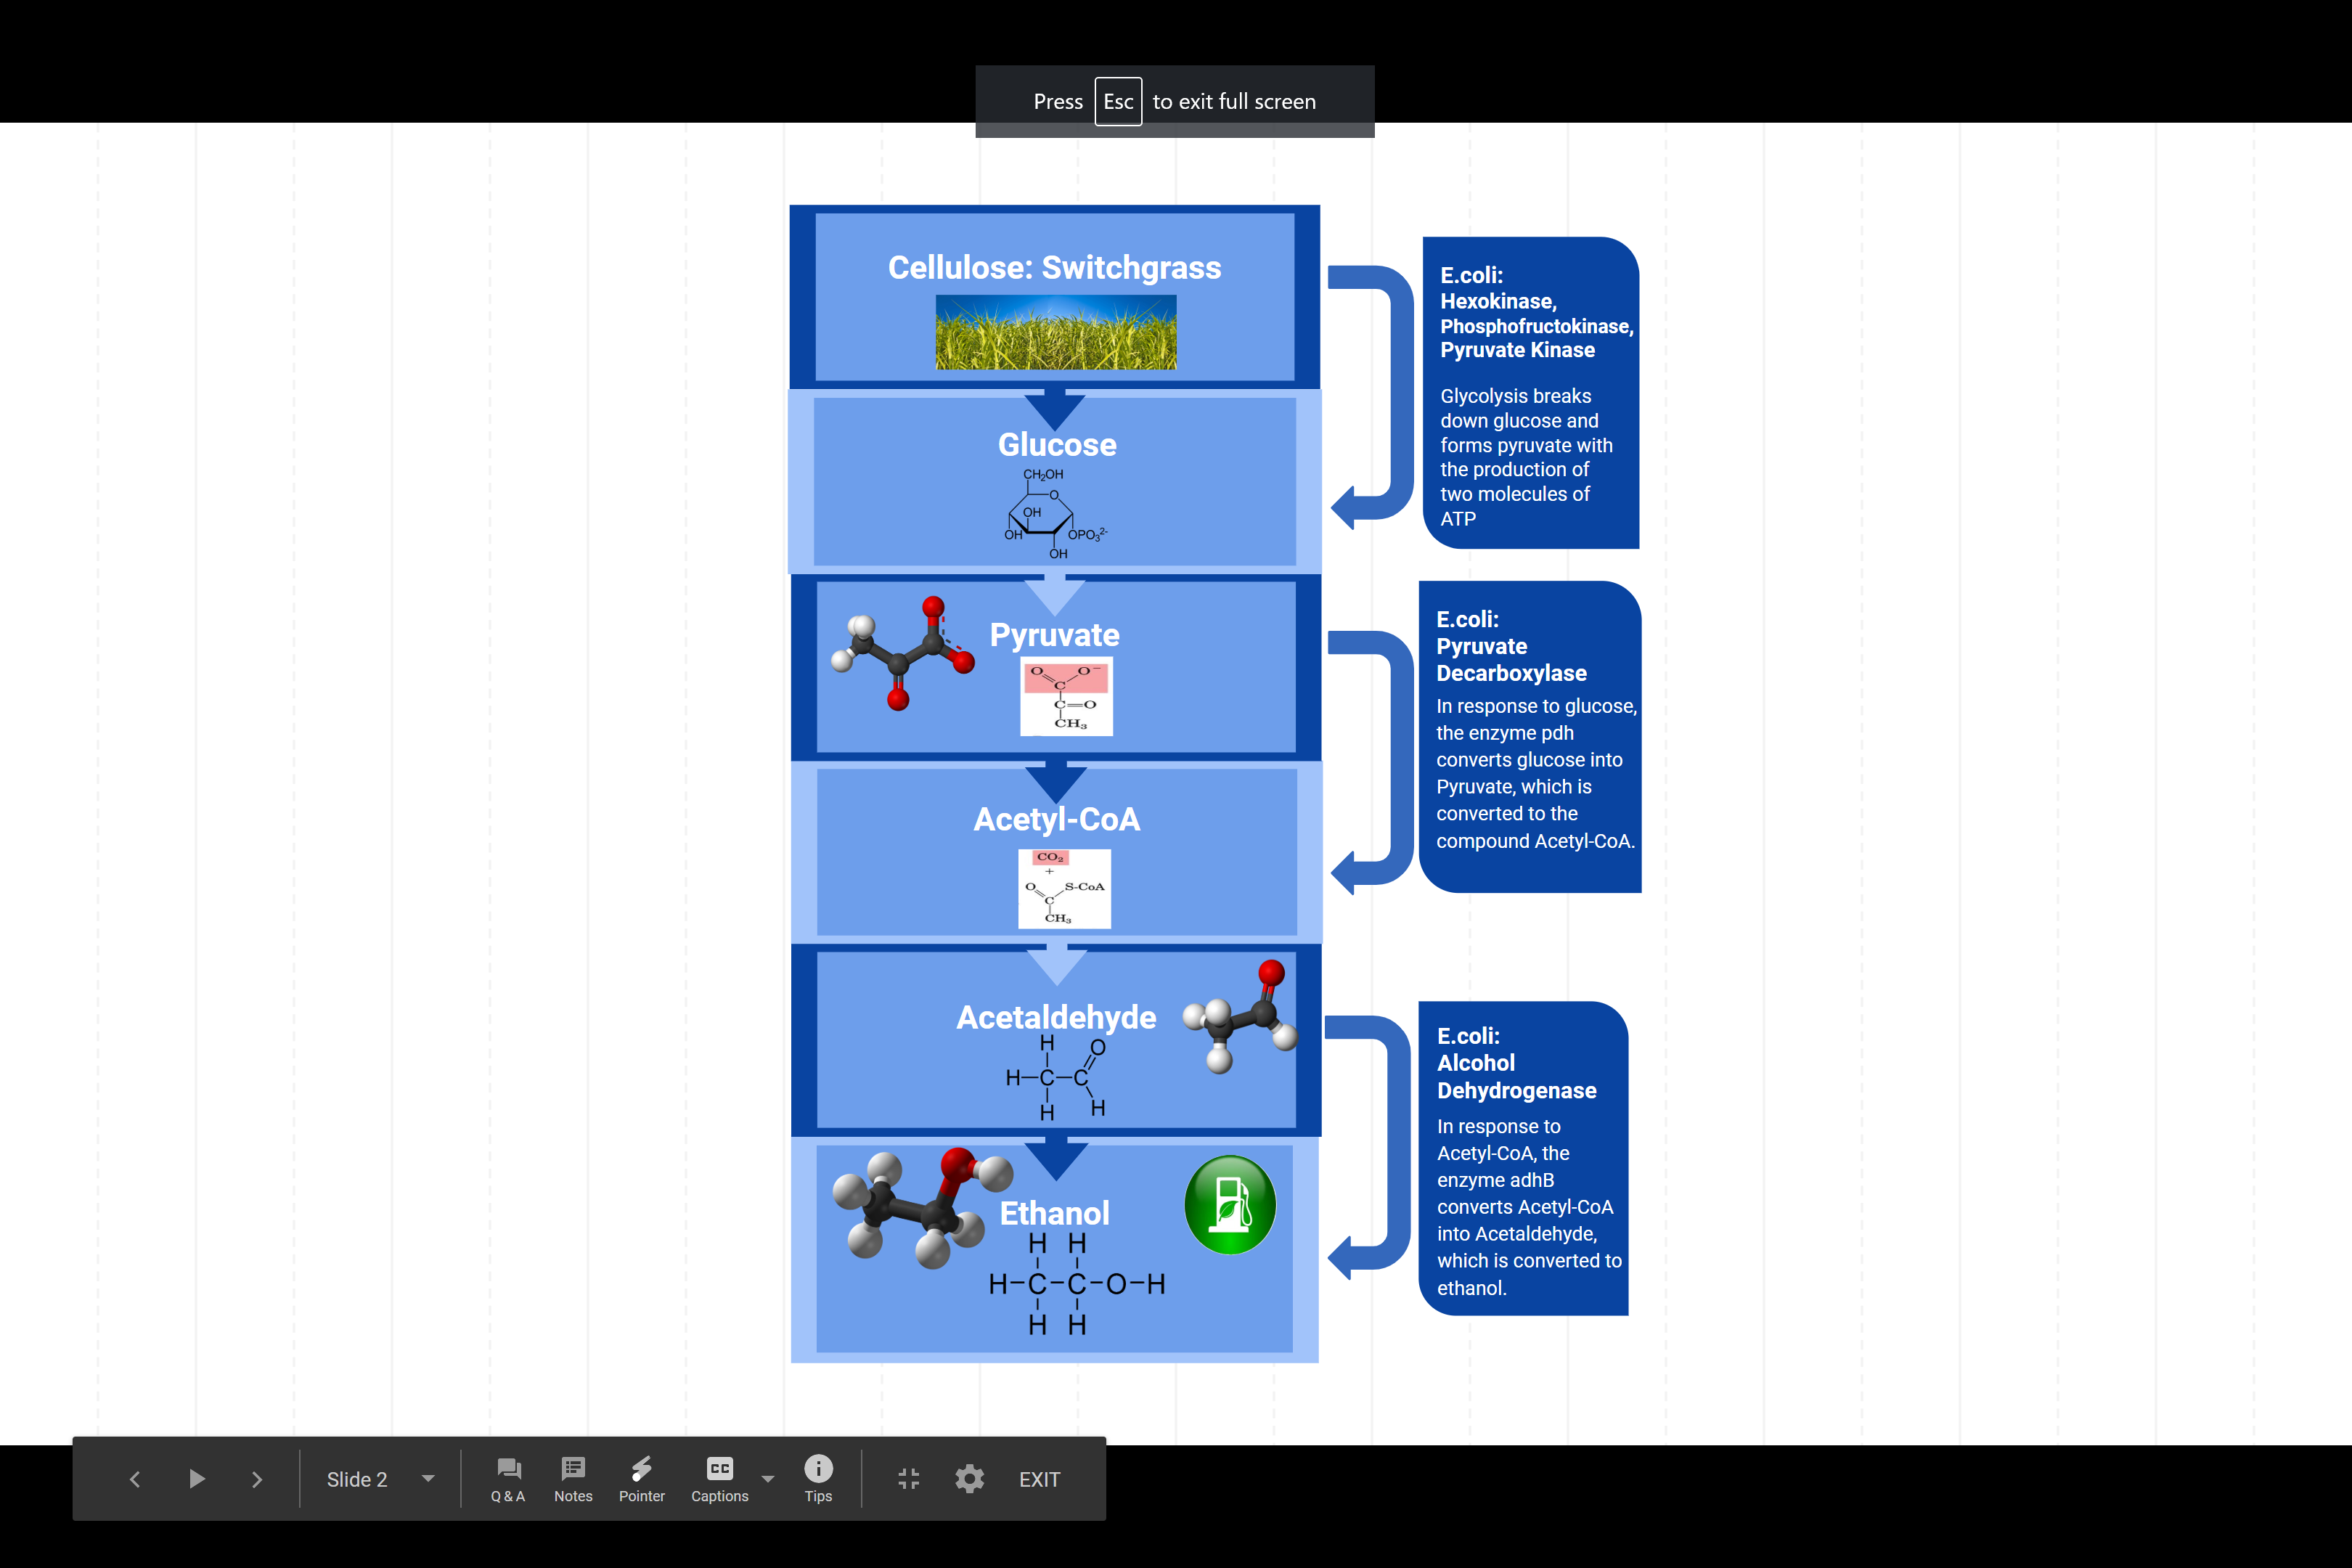 Press Esc to exit full screen
Cellulose: Switchgrass
Glucose
CH2OH
O
OH
OH
OPO3 2-
OH
Pyruvate
O O−
C
C=O
CH3
Acetyl-CoA
CO2
+
O S-CoA
C
CH3
Acetaldehyde
H O
H-C-C
H H
Ethanol
H H
H-C-C-O-H
H H
E.coli:
Hexokinase,
Phosphofructokinase,
Pyruvate Kinase
Glycolysis breaks
down glucose and
forms pyruvate with
the production of
two molecules of
ATP
E.coli:
Pyruvate
Decarboxylase
In response to glucose,
the enzyme pdh
converts glucose into
Pyruvate, which is
converted to the
compound Acetyl-CoA.
E.coli:
Alcohol
Dehydrogenase
In response to
Acetyl-CoA, the
enzyme adhB
converts Acetyl-CoA
into Acetaldehyde,
which is converted to
ethanol.
Slide 2
Q & A
Notes
Pointer
CC
Captions
Tips
EXIT